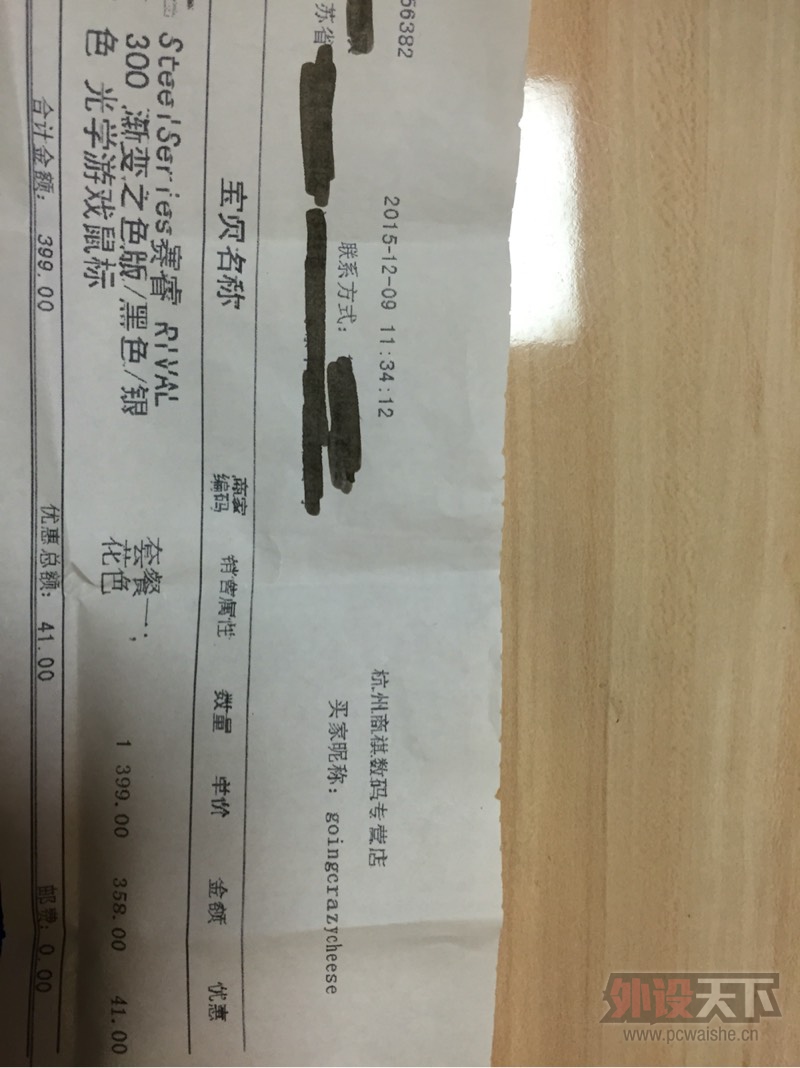 56382
2015-12-09 11:34:12
杭州商祺数码专营店
联系方式：
买家昵称：goingcrazycheese
苏省
宝贝名称 商家编码 销售属性 数量 单价 金额 优惠
SteelSeries赛睿 RIVAL
300 渐变之色版/黑色/银
色 光学游戏鼠标
套餐一;
花色
1 399.00 358.00 41.00
合计金额：399.00 优惠总额：41.00 邮费：0.00
外设天下
www.pcwaishe.cn